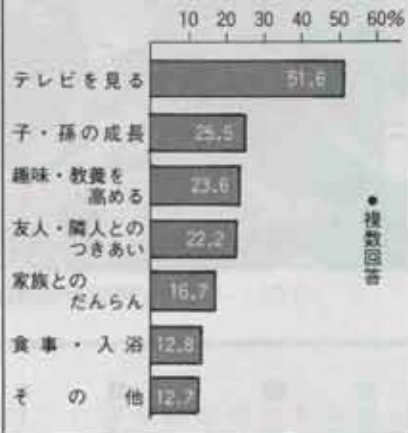 10 20 30 40 50 60%
テレビを見る 51.6
子・孫の成長 25.5
趣味・教養を
高める 23.6
友人・隣人との
つきあい 22.2
家族との
だんらん 16.7
食事・入浴 12.8
その他 12.7
●複数回答